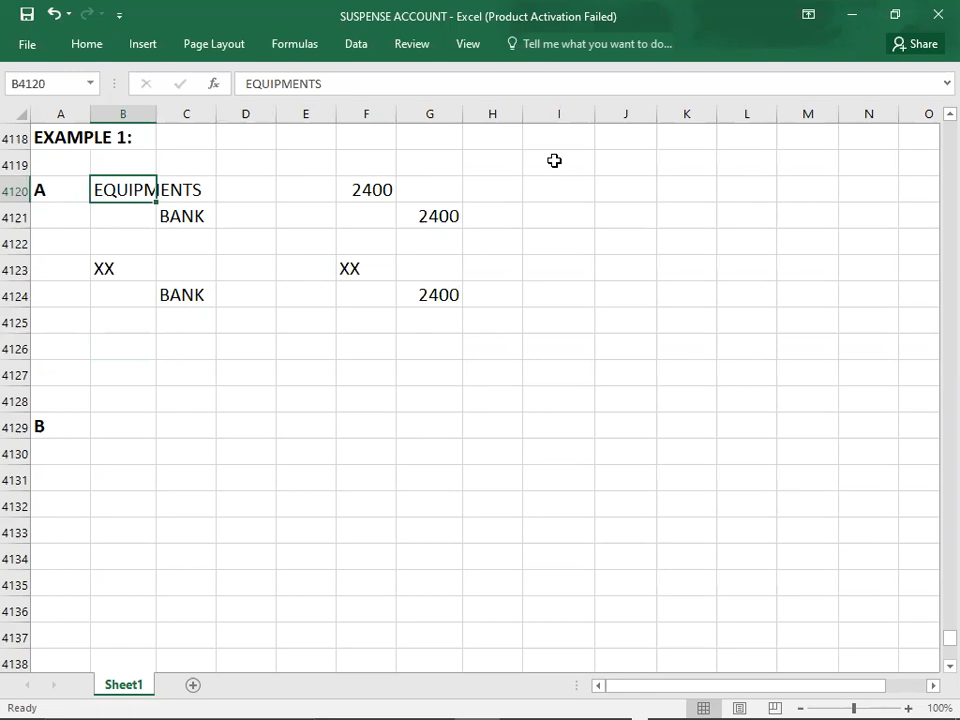 SUSPENSE ACCOUNT - Excel (Product Activation Failed)
File Home Insert Page Layout Formulas Data Review View Tell me what you want to do... Share
B4120 fx EQUIPMENTS
A B C D E F G H I J K L M N O
4118 EXAMPLE 1:
4119
4120 A EQUIPMENTS 2400
4121 BANK 2400
4122
4123 XX XX
4124 BANK 2400
4125
4126
4127
4128
4129 B
4130
4131
4132
4133
4134
4135
4136
4137
4138
Sheet1
Ready 100%